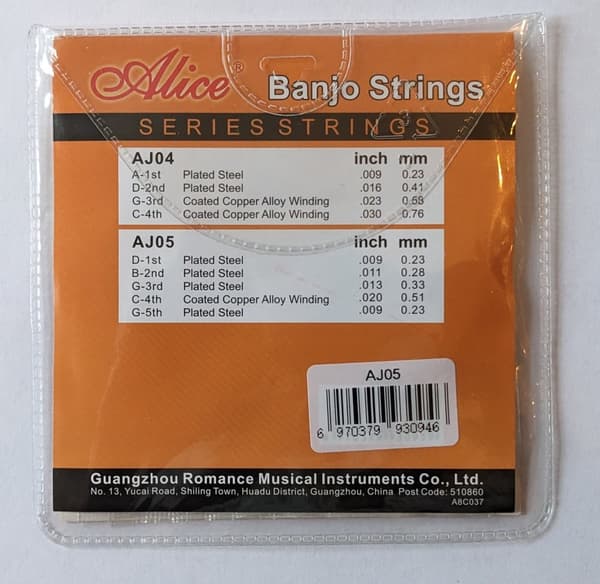 Alice® Banjo Strings
SERIES STRINGS
AJ04 inch mm
A-1st Plated Steel .009 0.23
D-2nd Plated Steel .016 0.41
G-3rd Coated Copper Alloy Winding .023 0.58
C-4th Coated Copper Alloy Winding .030 0.76
AJ05 inch mm
D-1st Plated Steel .009 0.23
B-2nd Plated Steel .011 0.28
G-3rd Plated Steel .013 0.33
C-4th Coated Copper Alloy Winding .020 0.51
G-5th Plated Steel .009 0.23
AJ05
6 970379 930946
Guangzhou Romance Musical Instruments Co., Ltd.
No. 13, Yucai Road, Shiling Town, Huadu District, Guangzhou, China Post Code: 510860
A8C037